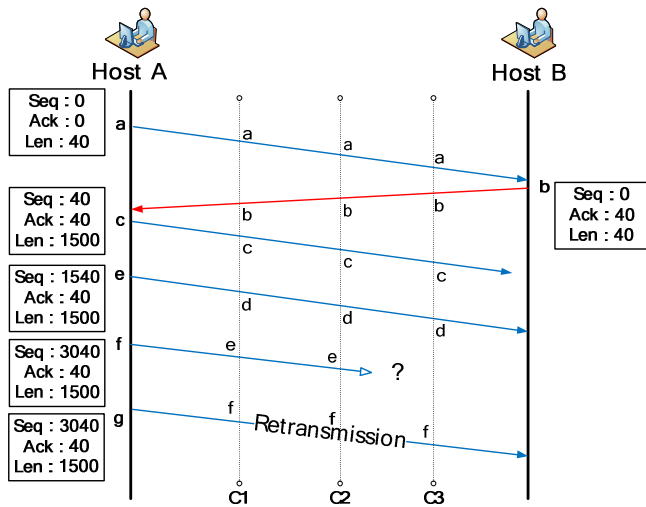 Host A
Host B
Seq : 0
Ack : 0
Len : 40
a
a
a
a
b
Seq : 0
Ack : 40
Len : 40
b
b
b
Seq : 40
Ack : 40
Len : 1500
c
c
c
c
Seq : 1540
Ack : 40
Len : 1500
e
d
d
d
Seq : 3040
Ack : 40
Len : 1500
f
e
e
?
Seq : 3040
Ack : 40
Len : 1500
g
f
f
f
Retransmission
C1
C2
C3